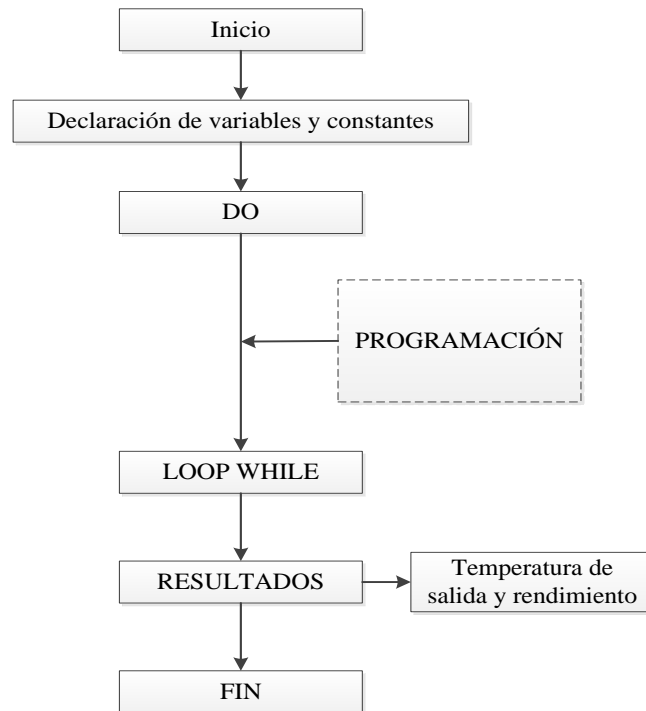 Inicio
Declaración de variables y constantes
DO
PROGRAMACIÓN
LOOP WHILE
RESULTADOS
Temperatura de
salida y rendimiento
FIN